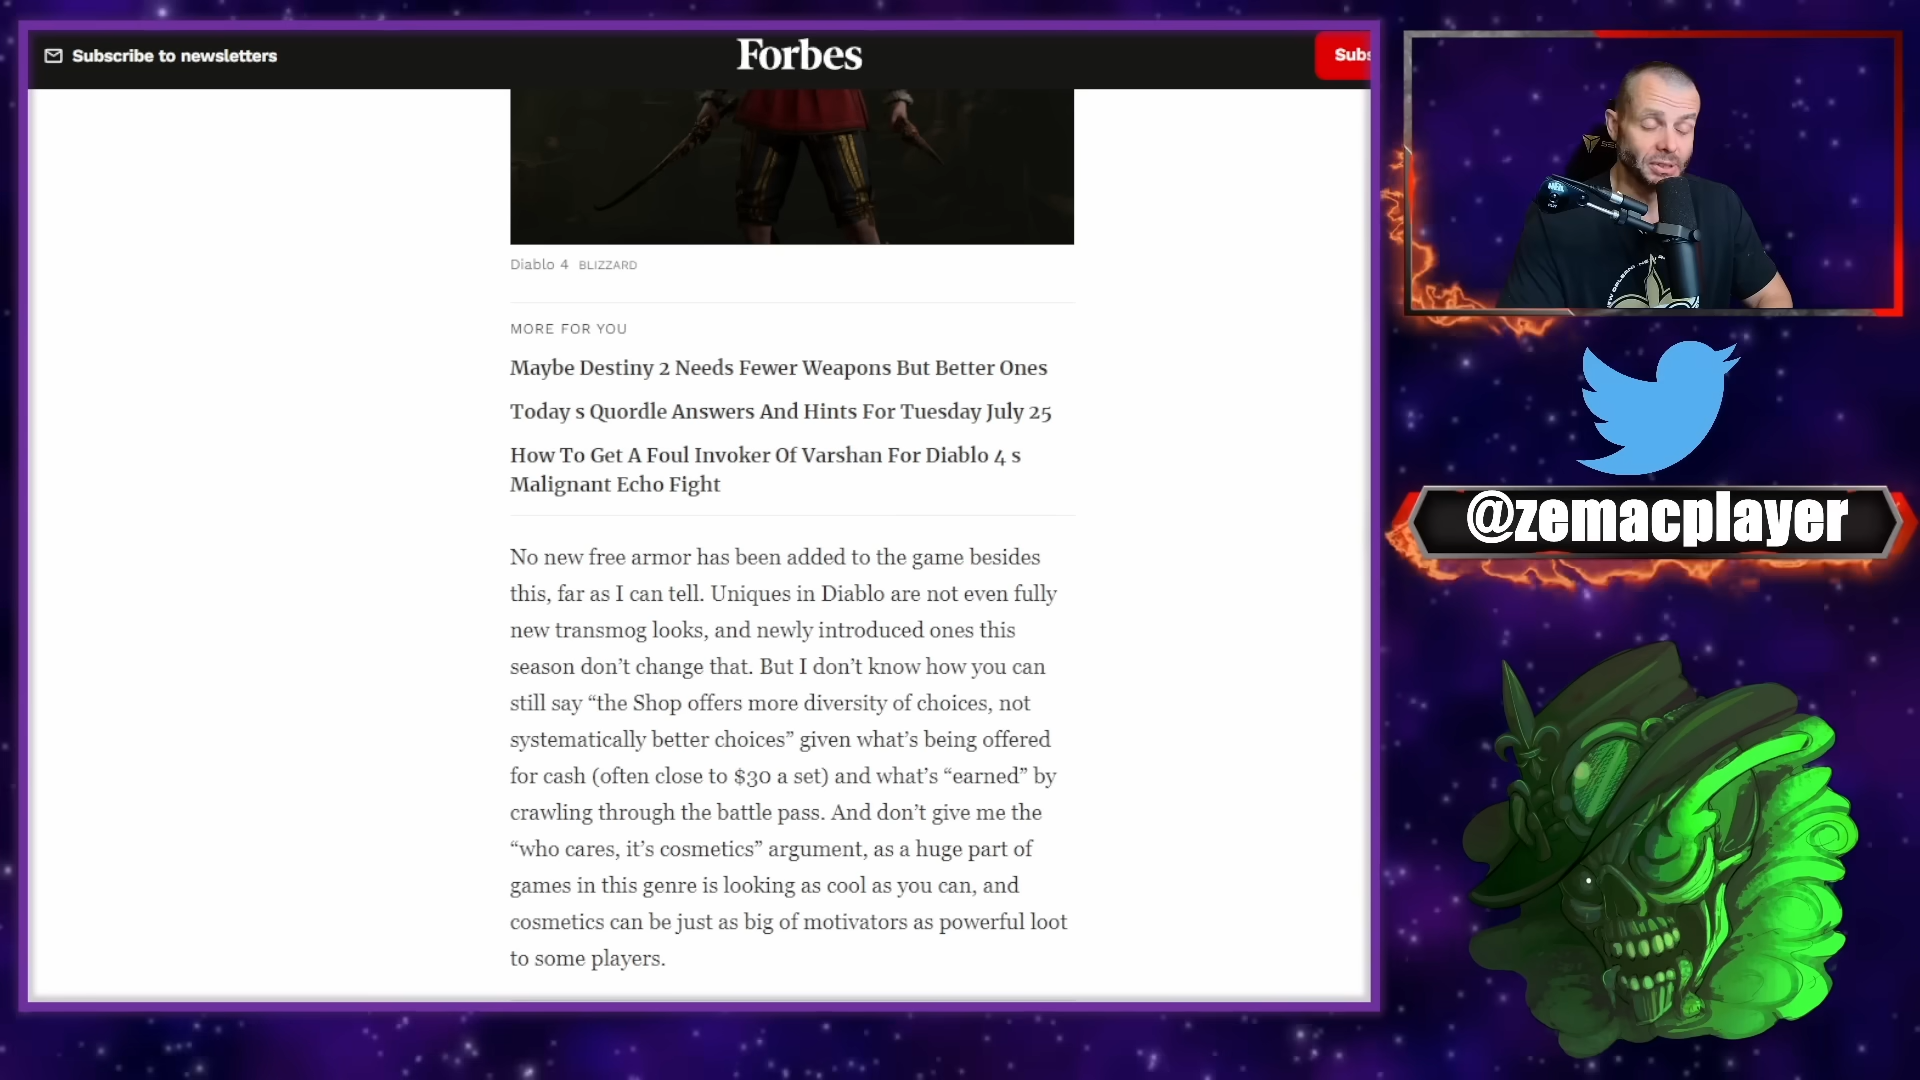 Subscribe to newsletters
Forbes
Subs
Diablo 4 BLIZZARD
MORE FOR YOU
Maybe Destiny 2 Needs Fewer Weapons But Better Ones
Today s Quordle Answers And Hints For Tuesday July 25
How To Get A Foul Invoker Of Varshan For Diablo 4 s
Malignant Echo Fight
No new free armor has been added to the game besides
this, far as I can tell. Uniques in Diablo are not even fully
new transmog looks, and newly introduced ones this
season don’t change that. But I don’t know how you can
still say “the Shop offers more diversity of choices, not
systematically better choices” given what’s being offered
for cash (often close to $30 a set) and what’s “earned” by
crawling through the battle pass. And don’t give me the
“who cares, it’s cosmetics” argument, as a huge part of
games in this genre is looking as cool as you can, and
cosmetics can be just as big of motivators as powerful loot
to some players.
@zemacplayer